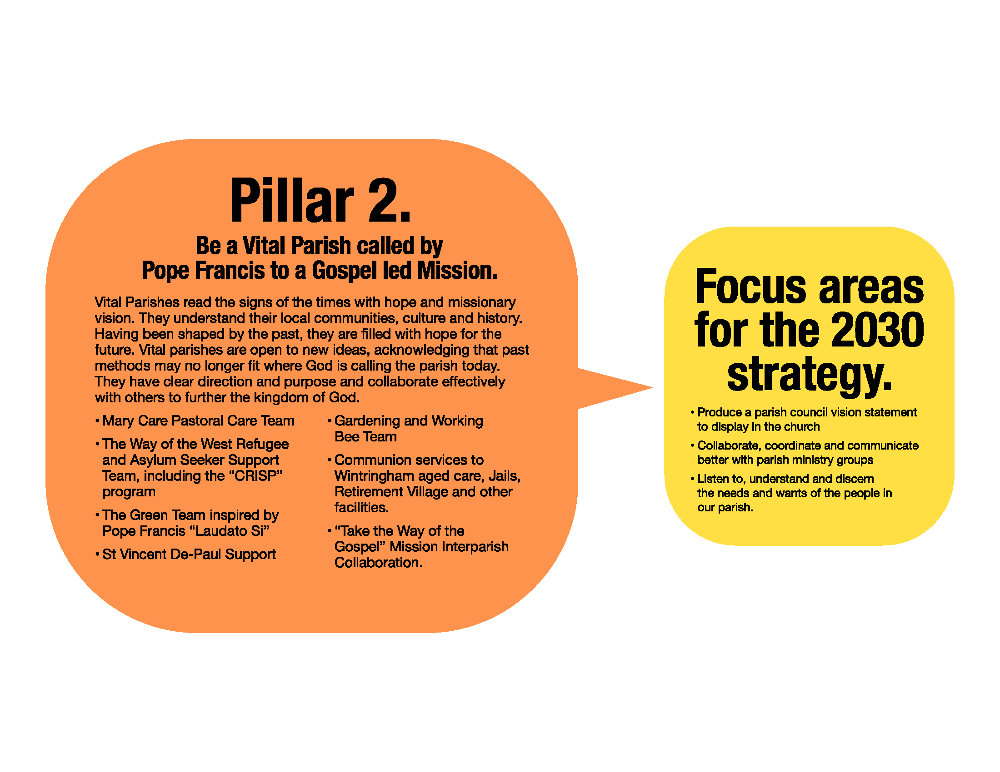 Pillar 2.
Be a Vital Parish called by
Pope Francis to a Gospel led Mission.
Vital Parishes read the signs of the times with hope and missionary
vision. They understand their local communities, culture and history.
Having been shaped by the past, they are filled with hope for the
future. Vital parishes are open to new ideas, acknowledging that past
methods may no longer fit where God is calling the parish today.
They have clear direction and purpose and collaborate effectively
with others to further the kingdom of God.
• Mary Care Pastoral Care Team
• The Way of the West Refugee
and Asylum Seeker Support
Team, including the “CRISP”
program
• The Green Team inspired by
Pope Francis “Laudato Si”
• St Vincent De-Paul Support
• Gardening and Working
Bee Team
• Communion services to
Wintringham aged care, Jails,
Retirement Village and other
facilities.
• “Take the Way of the
Gospel” Mission Interparish
Collaboration.
Focus areas
for the 2030
strategy.
• Produce a parish council vision statement
to display in the church
• Collaborate, coordinate and communicate
better with parish ministry groups
• Listen to, understand and discern
the needs and wants of the people in
our parish.